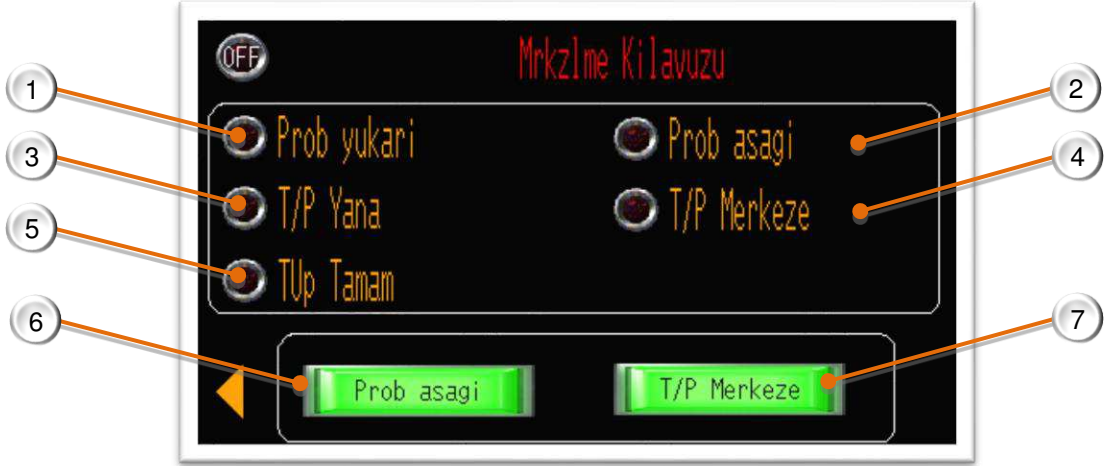 OFF Mrkzlme Kilavuzu
1 Prob yukari Prob asagi 2
3 T/P Yana T/P Merkeze 4
5 TUp Tamam
6 Prob asagi T/P Merkeze 7